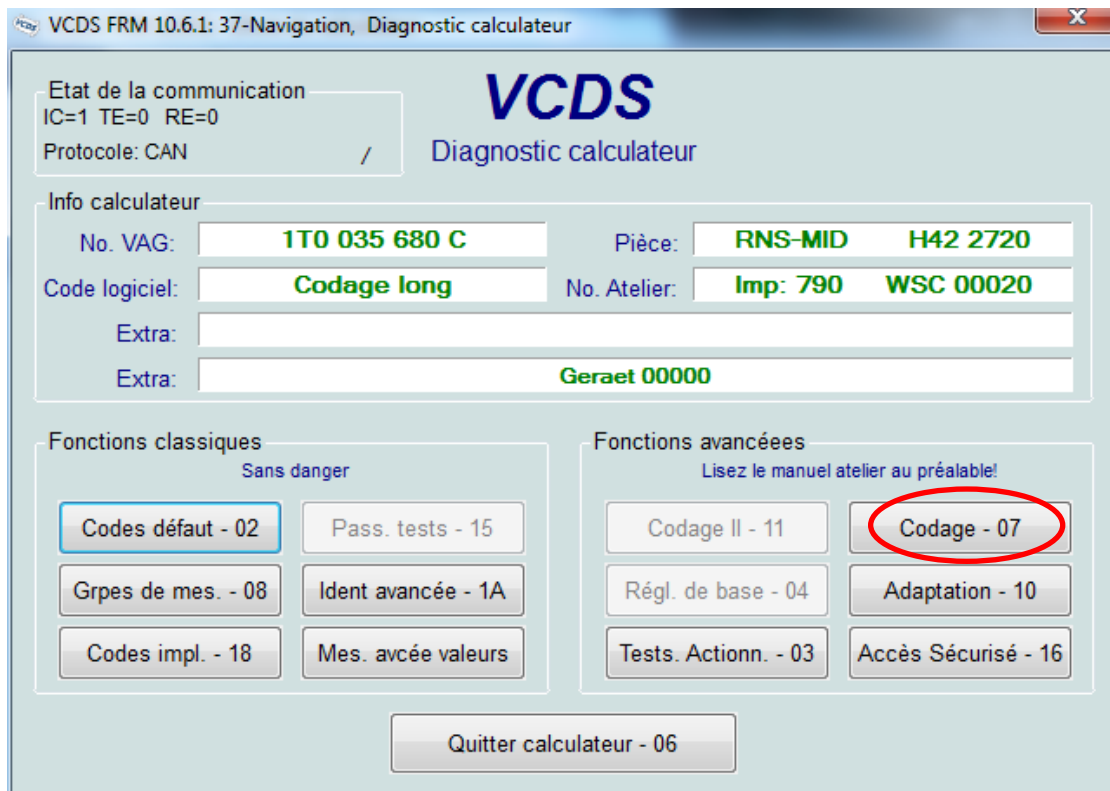 VCDS FRM 10.6.1: 37-Navigation, Diagnostic calculateur
x
Etat de la communication
IC=1 TE=0 RE=0
Protocole: CAN /
VCDS
Diagnostic calculateur
Info calculateur
No. VAG: 1T0 035 680 C Pièce: RNS-MID H42 2720
Code logiciel: Codage long No. Atelier: Imp: 790 WSC 00020
Extra:
Extra: Geraet 00000
Fonctions classiques
Sans danger
Codes défaut - 02 Pass. tests - 15
Grpes de mes. - 08 Ident avancée - 1A
Codes impl. - 18 Mes. avcée valeurs
Fonctions avancéees
Lisez le manuel atelier au préalable!
Codage II - 11 Codage - 07
Régl. de base - 04 Adaptation - 10
Tests. Actionn. - 03 Accès Sécurisé - 16
Quitter calculateur - 06